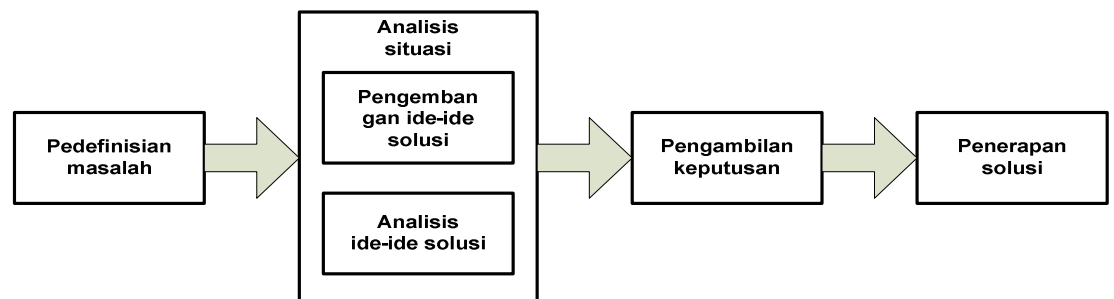 Pedefinisian
masalah
Analisis
situasi
Pengemban
gan ide-ide
solusi
Analisis
ide-ide solusi
Pengambilan
keputusan
Penerapan
solusi